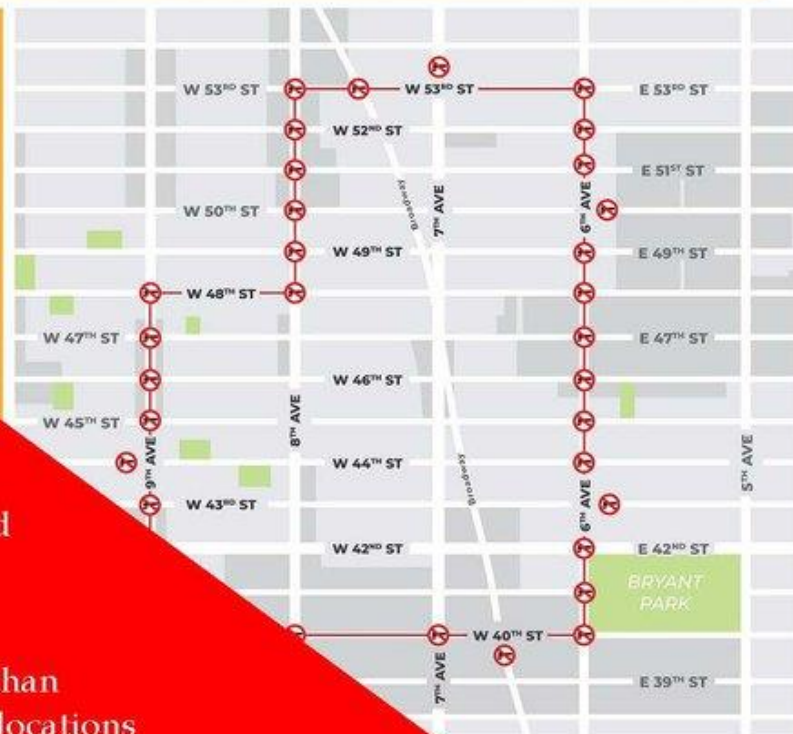 W 53RD ST
W 53RD ST
E 53RD ST
W 52ND ST
E 51ST ST
Broadway
7TH AVE
6TH AVE
W 50TH ST
W 49TH ST
E 49TH ST
W 48TH ST
W 47TH ST
E 47TH ST
W 46TH ST
8TH AVE
W 45TH ST
9TH AVE
W 44TH ST
Broadway
5TH AVE
W 43RD ST
6TH AVE
d
W 42ND ST
E 42ND ST
BRYANT
PARK
W 40TH ST
7TH AVE
E 39TH ST
han
locations